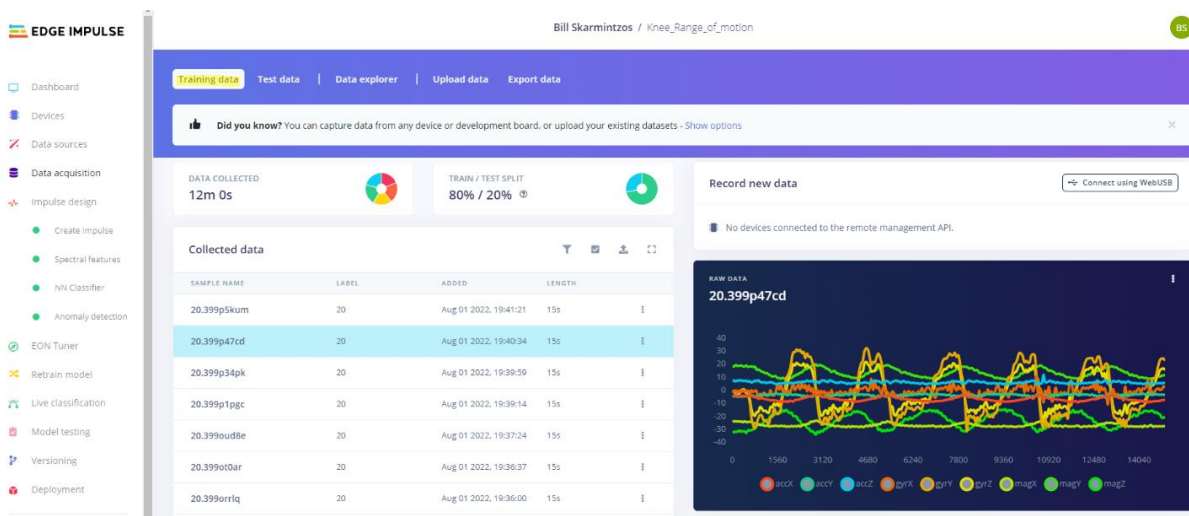 EDGE IMPULSE
Bill Skarmintzos / Knee_Range_of_motion
BS
Dashboard
Devices
Data sources
Data acquisition
Impulse design
Create impulse
Spectral features
NN Classifier
Anomaly detection
EON Tuner
Retrain model
Live classification
Model testing
Versioning
Deployment
Training data Test data | Data explorer | Upload data Export data
Did you know? You can capture data from any device or development board, or upload your existing datasets - Show options
DATA COLLECTED
12m 0s
TRAIN / TEST SPLIT
80% / 20%
Collected data
SAMPLE NAME LABEL ADDED LENGTH
20.399p5kum 20 Aug 01 2022, 19:41:21 15s
20.399p47cd 20 Aug 01 2022, 19:40:34 15s
20.399p34pk 20 Aug 01 2022, 19:39:59 15s
20.399p1pgc 20 Aug 01 2022, 19:39:14 15s
20.399oud8e 20 Aug 01 2022, 19:37:24 15s
20.399ot0ar 20 Aug 01 2022, 19:36:37 15s
20.399orrlq 20 Aug 01 2022, 19:36:00 15s
Record new data
Connect using WebUSB
No devices connected to the remote management API.
RAW DATA
20.399p47cd
40
30
20
10
0
-10
-20
-30
-40
0 1560 3120 4680 6240 7800 9360 10920 12480 14040
accX accY accZ gyrX gyrY gyrZ magX magY magZ